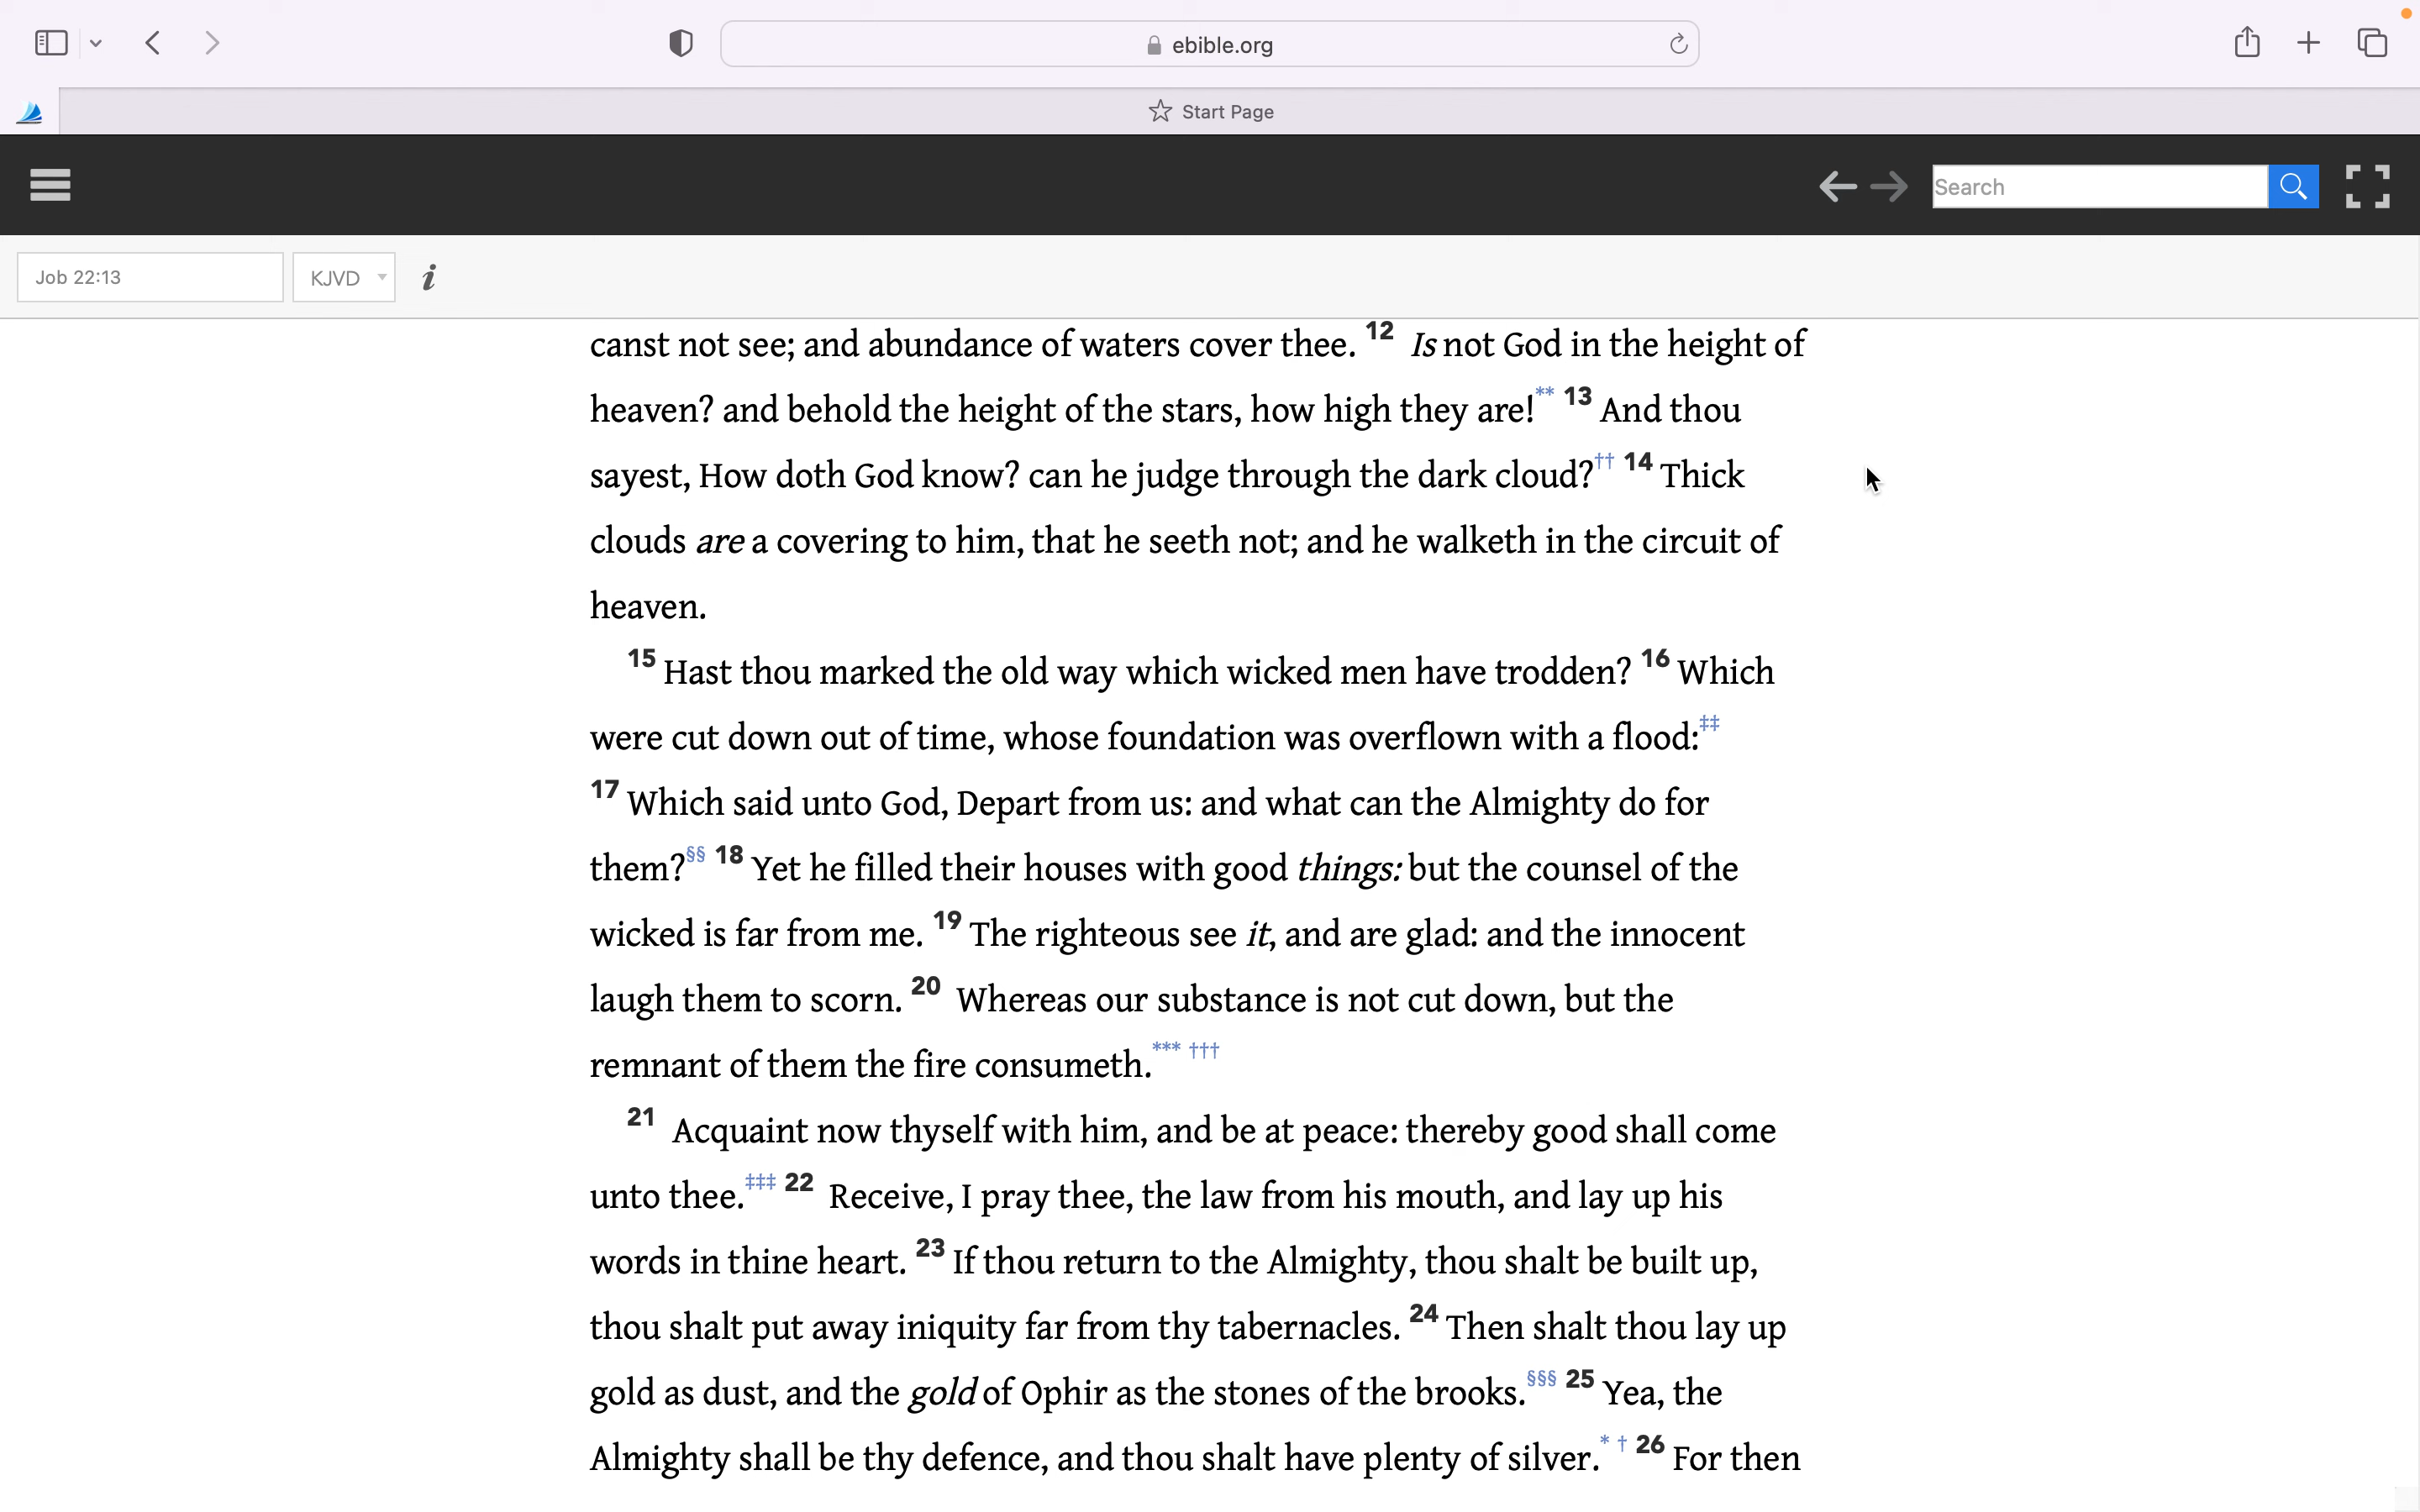 ebible.org
Start Page
Search
Job 22:13
KJVD
i
canst not see; and abundance of waters cover thee. 12 Is not God in the height of
heaven? and behold the height of the stars, how high they are!** 13 And thou
sayest, How doth God know? can he judge through the dark cloud?†† 14 Thick
clouds are a covering to him, that he seeth not; and he walketh in the circuit of
heaven.
15 Hast thou marked the old way which wicked men have trodden? 16 Which
were cut down out of time, whose foundation was overflown with a flood:‡‡
17 Which said unto God, Depart from us: and what can the Almighty do for
them?§§ 18 Yet he filled their houses with good things: but the counsel of the
wicked is far from me. 19 The righteous see it, and are glad: and the innocent
laugh them to scorn. 20 Whereas our substance is not cut down, but the
remnant of them the fire consumeth.*** †††
21 Acquaint now thyself with him, and be at peace: thereby good shall come
unto thee.‡‡‡ 22 Receive, I pray thee, the law from his mouth, and lay up his
words in thine heart. 23 If thou return to the Almighty, thou shalt be built up,
thou shalt put away iniquity far from thy tabernacles. 24 Then shalt thou lay up
gold as dust, and the gold of Ophir as the stones of the brooks.§§§ 25 Yea, the
Almighty shall be thy defence, and thou shalt have plenty of silver.* † 26 For then